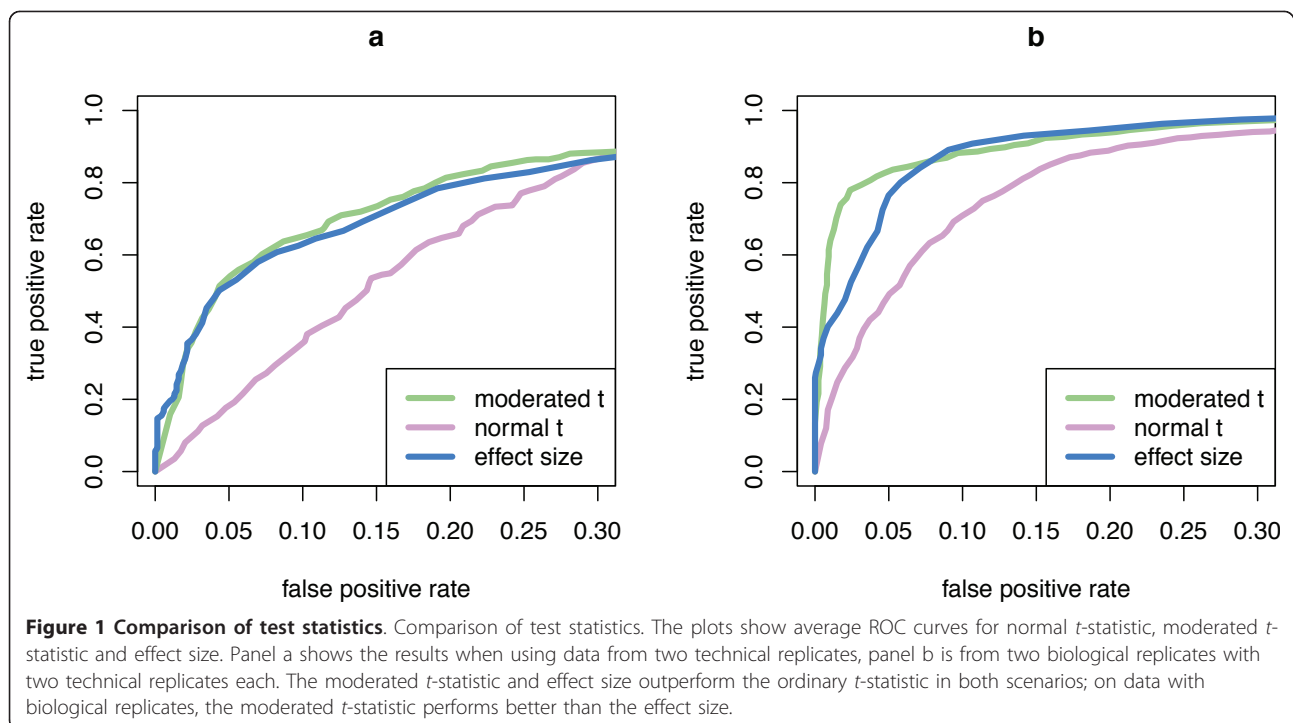 a
1.0
0.8
0.6
0.4
0.2
0.0
true positive rate
moderated t
normal t
effect size
0.00 0.05 0.10 0.15 0.20 0.25 0.30
false positive rate
b
1.0
0.8
0.6
0.4
0.2
0.0
true positive rate
moderated t
normal t
effect size
0.00 0.05 0.10 0.15 0.20 0.25 0.30
false positive rate
Figure 1 Comparison of test statistics. Comparison of test statistics. The plots show average ROC curves for normal t-statistic, moderated t-
statistic and effect size. Panel a shows the results when using data from two technical replicates, panel b is from two biological replicates with
two technical replicates each. The moderated t-statistic and effect size outperform the ordinary t-statistic in both scenarios; on data with
biological replicates, the moderated t-statistic performs better than the effect size.